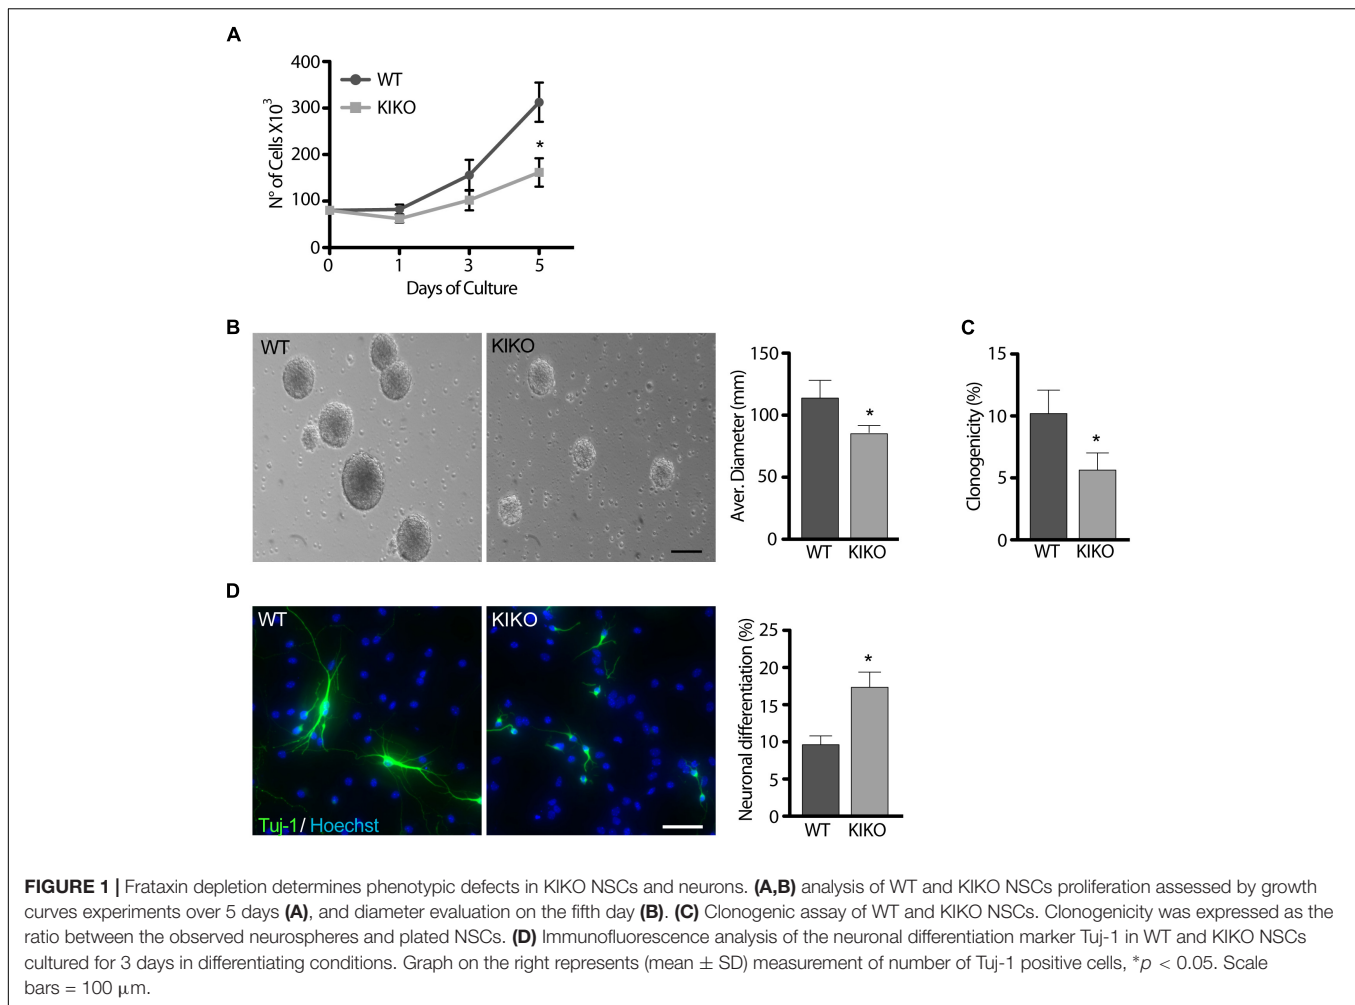 A
400
300
200
100
0
N° of Cells X10³
WT
KIKO
*
0 1 3 5
Days of Culture
B
WT
KIKO
150
100
50
0
Aver. Diameter (mm)
*
WT KIKO
C
15
10
5
0
Clonogenicity (%)
*
WT KIKO
D
WT
Tuj-1/ Hoechst
KIKO
25
20
15
10
5
0
Neuronal differentiation (%)
*
WT KIKO
FIGURE 1 | Frataxin depletion determines phenotypic defects in KIKO NSCs and neurons. (A,B) analysis of WT and KIKO NSCs proliferation assessed by growth
curves experiments over 5 days (A), and diameter evaluation on the fifth day (B). (C) Clonogenic assay of WT and KIKO NSCs. Clonogenicity was expressed as the
ratio between the observed neurospheres and plated NSCs. (D) Immunofluorescence analysis of the neuronal differentiation marker Tuj-1 in WT and KIKO NSCs
cultured for 3 days in differentiating conditions. Graph on the right represents (mean ± SD) measurement of number of Tuj-1 positive cells, *p < 0.05. Scale
bars = 100 μm.